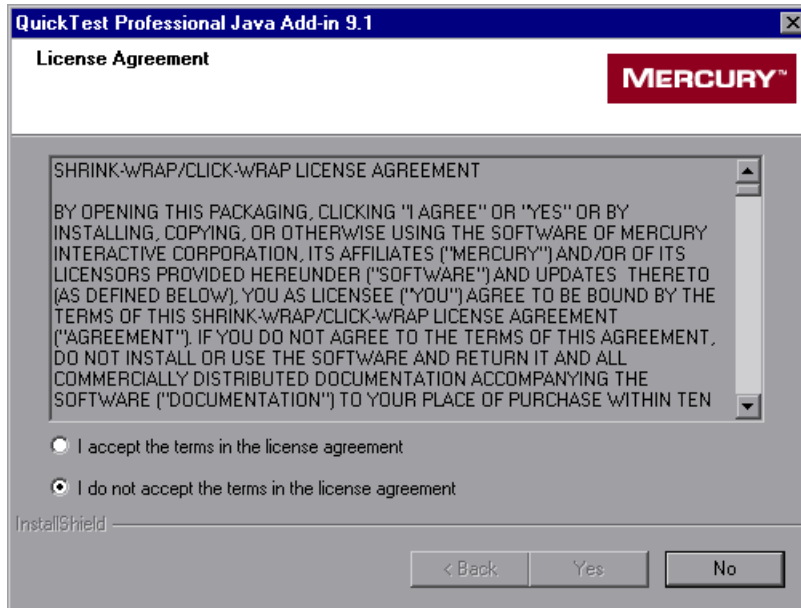 QuickTest Professional Java Add-in 9.1
License Agreement
MERCURY™
SHRINK-WRAP/CLICK-WRAP LICENSE AGREEMENT
BY OPENING THIS PACKAGING, CLICKING "I AGREE" OR "YES" OR BY
INSTALLING, COPYING, OR OTHERWISE USING THE SOFTWARE OF MERCURY
INTERACTIVE CORPORATION, ITS AFFILIATES ("MERCURY") AND/OR OF ITS
LICENSORS PROVIDED HEREUNDER ("SOFTWARE") AND UPDATES THERETO
(AS DEFINED BELOW), YOU AS LICENSEE ("YOU") AGREE TO BE BOUND BY THE
TERMS OF THIS SHRINK-WRAP/CLICK-WRAP LICENSE AGREEMENT
("AGREEMENT"). IF YOU DO NOT AGREE TO THE TERMS OF THIS AGREEMENT,
DO NOT INSTALL OR USE THE SOFTWARE AND RETURN IT AND ALL
COMMERCIALLY DISTRIBUTED DOCUMENTATION ACCOMPANYING THE
SOFTWARE ("DOCUMENTATION") TO YOUR PLACE OF PURCHASE WITHIN TEN
I accept the terms in the license agreement
I do not accept the terms in the license agreement
InstallShield
< Back Yes No